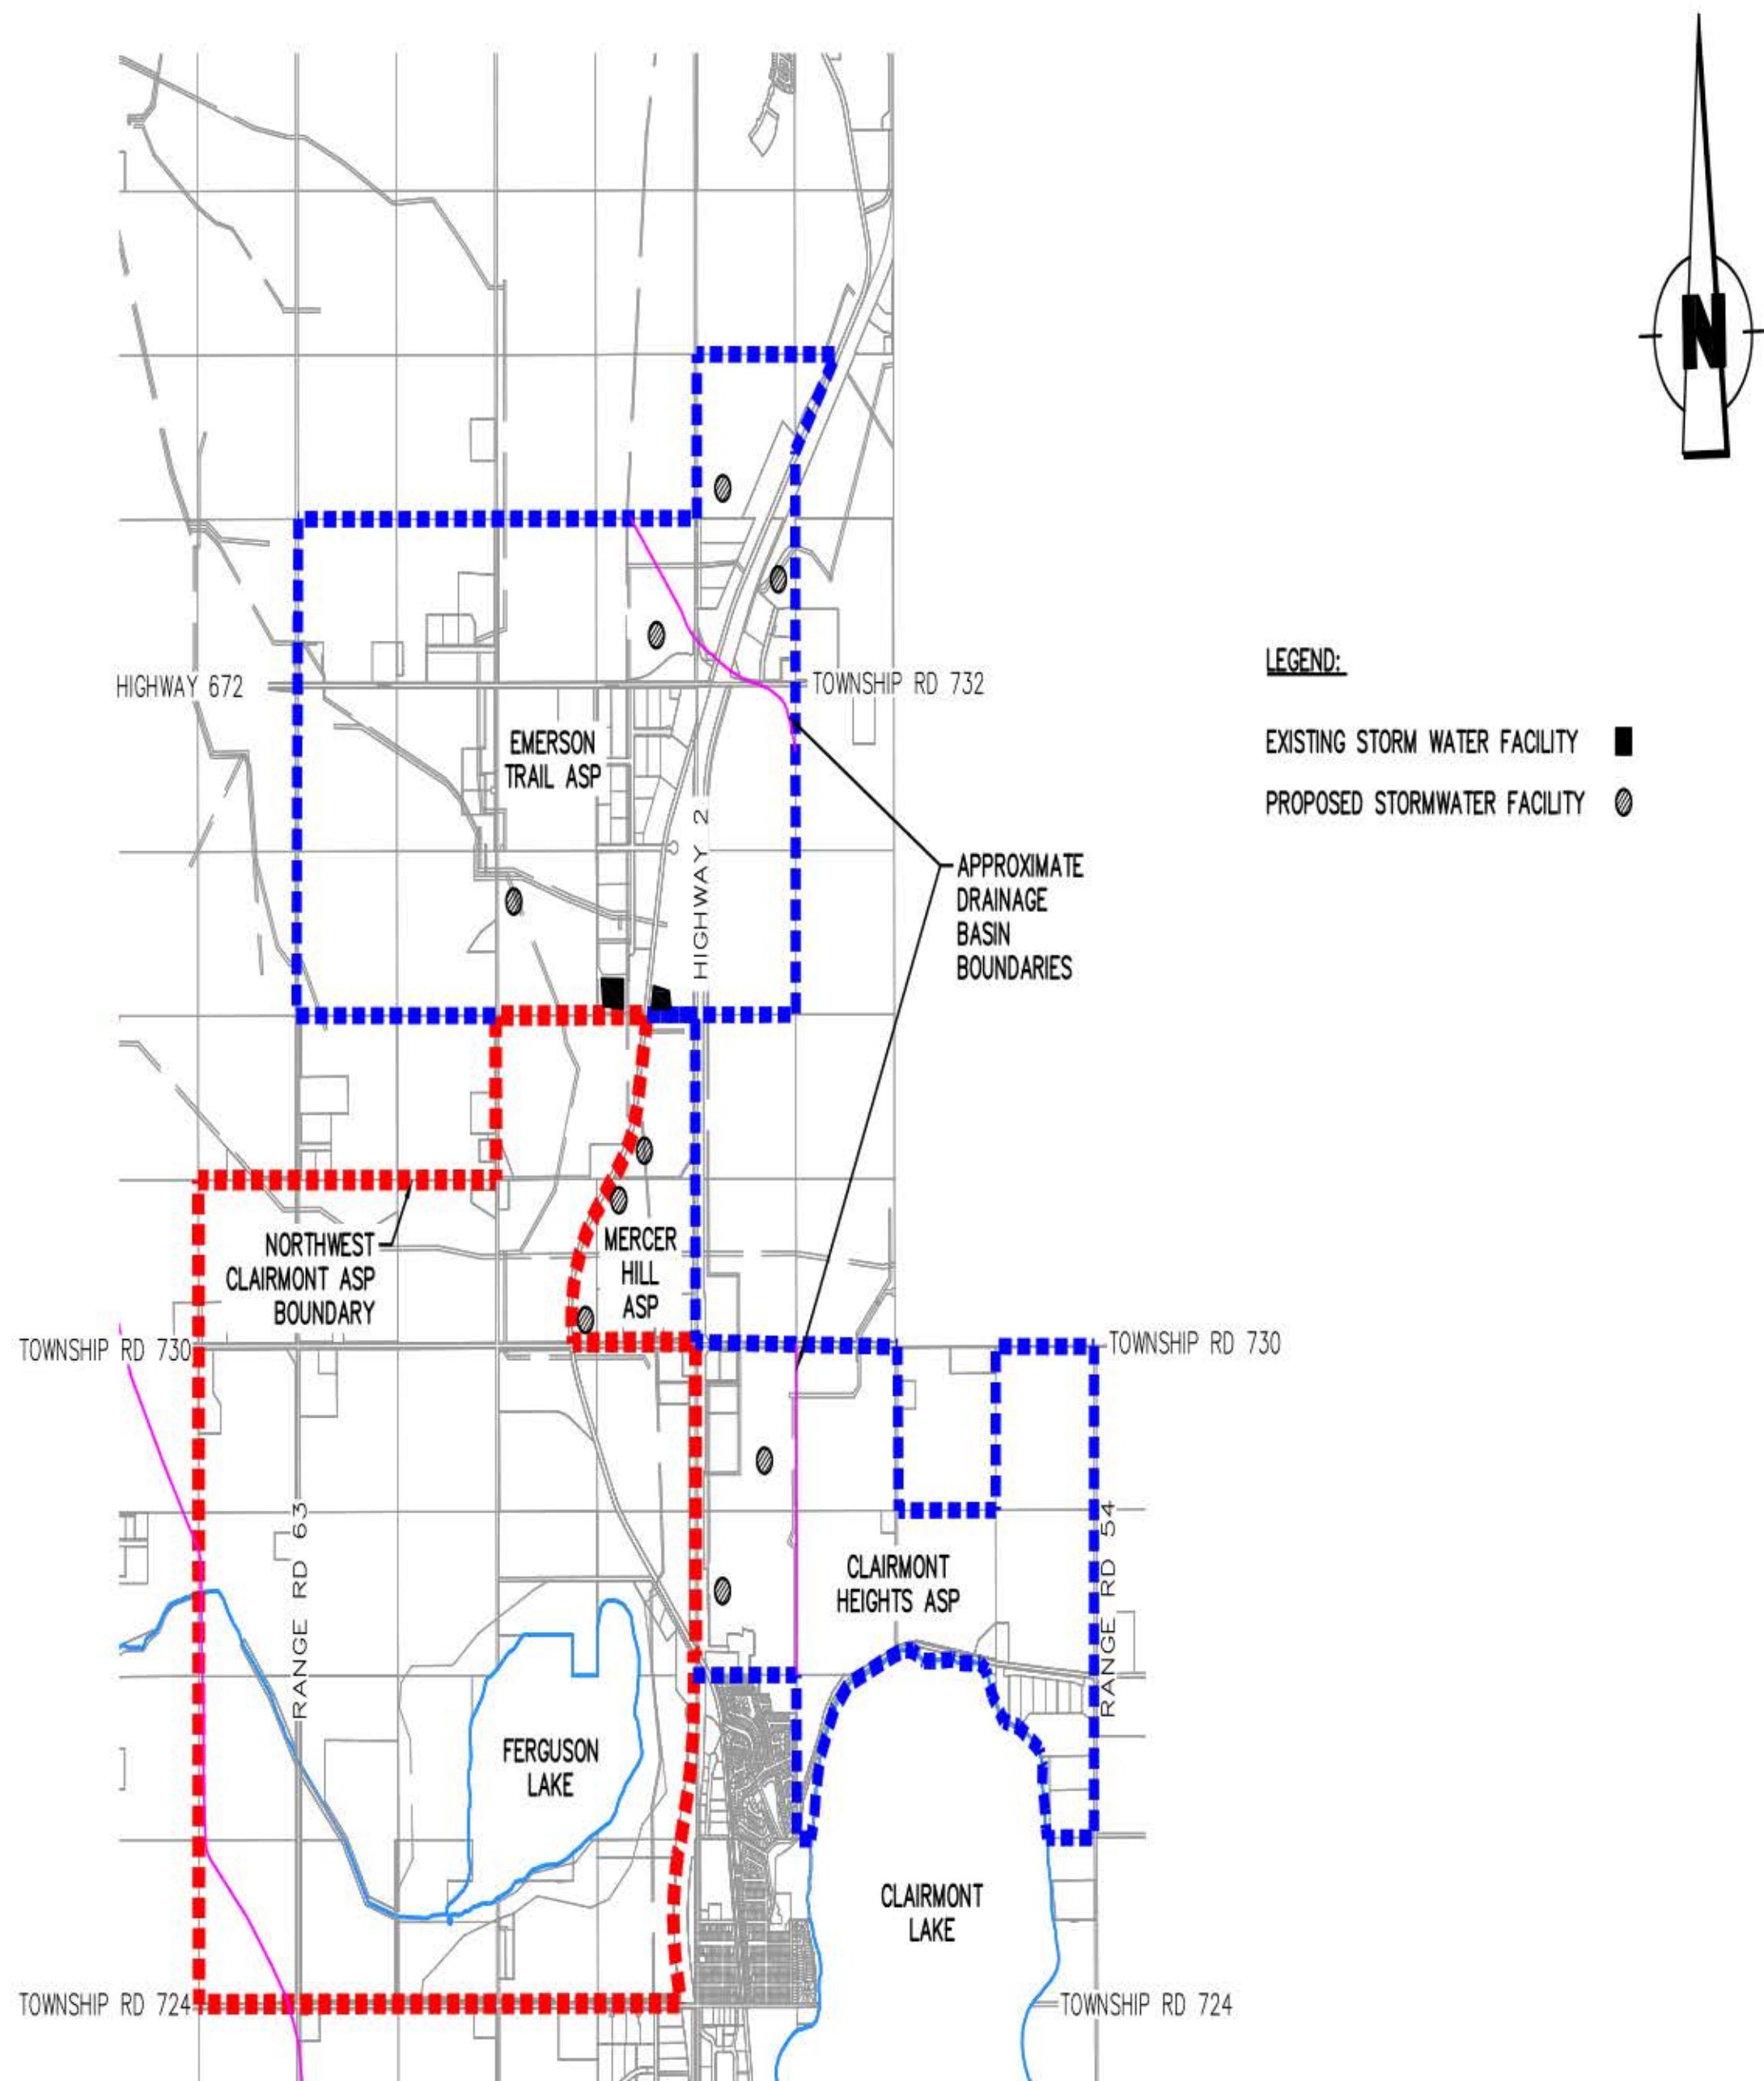 N
LEGEND:
EXISTING STORM WATER FACILITY
PROPOSED STORMWATER FACILITY
HIGHWAY 672
TOWNSHIP RD 732
EMERSON
TRAIL ASP
HIGHWAY 2
APPROXIMATE
DRAINAGE
BASIN
BOUNDARIES
NORTHWEST
CLAIRMONT ASP
BOUNDARY
MERCER
HILL
ASP
TOWNSHIP RD 730
TOWNSHIP RD 730
RANGE RD 63
CLAIRMONT
HEIGHTS ASP
RANGE RD 54
FERGUSON
LAKE
CLAIRMONT
LAKE
TOWNSHIP RD 724
TOWNSHIP RD 724